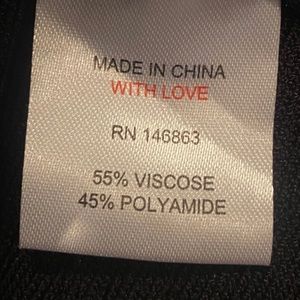 MADE IN CHINA
WITH LOVE
RN 146863
55% VISCOSE
45% POLYAMIDE